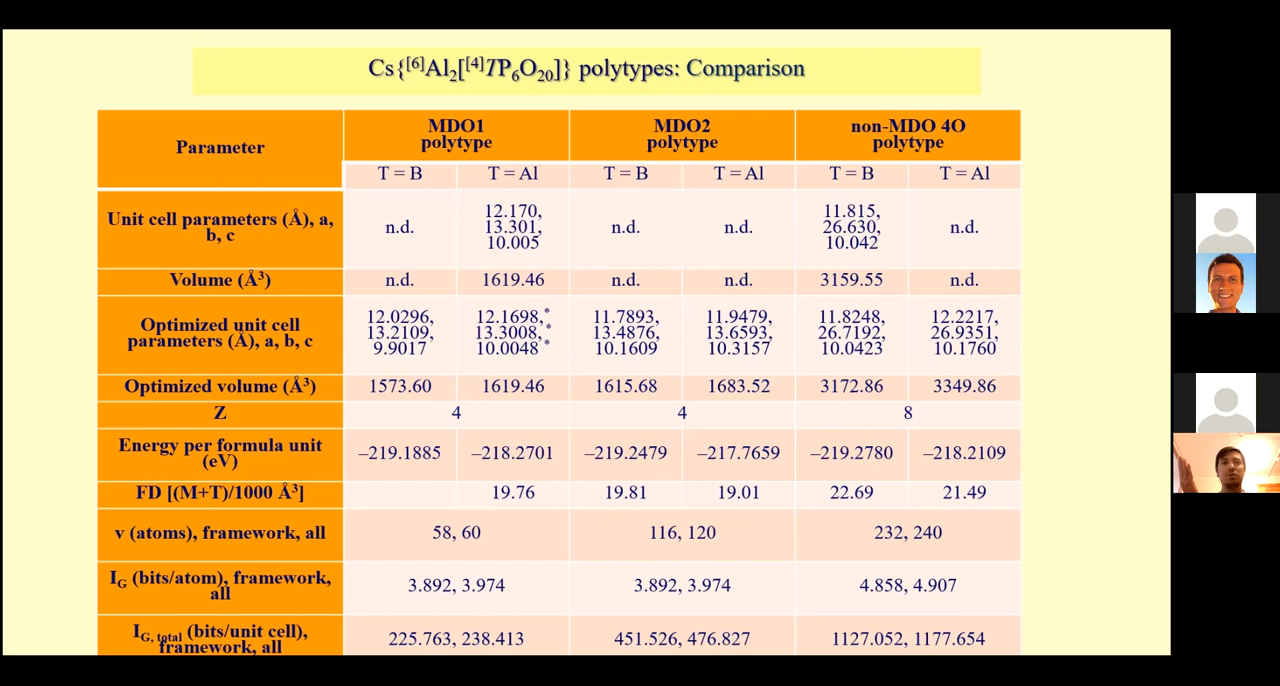 Cs{[6]Al2[[4]TP6O20]} polytypes: Comparison
Parameter
MDO1
polytype
MDO2
polytype
non-MDO 4O
polytype
T = B
T = Al
T = B
T = Al
T = B
T = Al
Unit cell parameters (Å), a,
b, c
n.d.
12.170,
13.301,
10.005
n.d.
n.d.
11.815,
26.630,
10.042
n.d.
Volume (Å3)
n.d.
1619.46
n.d.
n.d.
3159.55
n.d.
Optimized unit cell
parameters (Å), a, b, c
12.0296,
13.2109,
9.9017
12.1698,*
13.3008,*
10.0048*
11.7893,
13.4876,
10.1609
11.9479,
13.6593,
10.3157
11.8248,
26.7192,
10.0423
12.2217,
26.9351,
10.1760
Optimized volume (Å3)
1573.60
1619.46
1615.68
1683.52
3172.86
3349.86
Z
4
4
8
Energy per formula unit
(eV)
–219.1885
–218.2701
–219.2479
–217.7659
–219.2780
–218.2109
FD [(M+T)/1000 Å3]
19.76
19.81
19.01
22.69
21.49
v (atoms), framework, all
58, 60
116, 120
232, 240
IG (bits/atom), framework,
all
3.892, 3.974
3.892, 3.974
4.858, 4.907
IG, total (bits/unit cell),
framework, all
225.763, 238.413
451.526, 476.827
1127.052, 1177.654